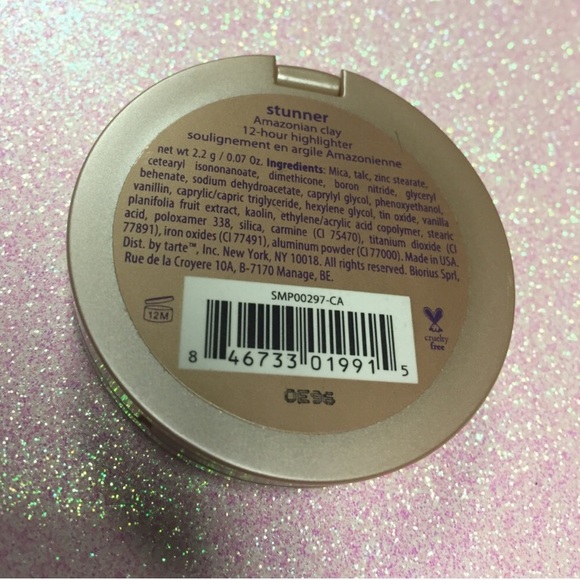 stunner
Amazonian clay
12-hour highlighter
soulignement en argile Amazonienne
net wt 2.2 g / 0.07 Oz. Ingredients: Mica, talc, zinc stearate,
cetearyl isononanoate, dimethicone, boron nitride, glyceryl
behenate, sodium dehydroacetate, caprylyl glycol, phenoxyethanol,
vanillin, caprylic/capric triglyceride, hexylene glycol, tin oxide, vanilla
planifolia fruit extract, kaolin, ethylene/acrylic acid copolymer, stearic
acid, poloxamer 338, silica, carmine (CI 75470), titanium dioxide (CI
77891), iron oxides (CI 77491), aluminum powder (CI 77000). Made in USA.
Dist. by tarte™, Inc. New York, NY 10018. All rights reserved. Biorius Sprl,
Rue de la Croyere 10A, B-7170 Manage, BE.
12M
SMP00297-CA
8 46733 01991 5
cruelty
free
0E96